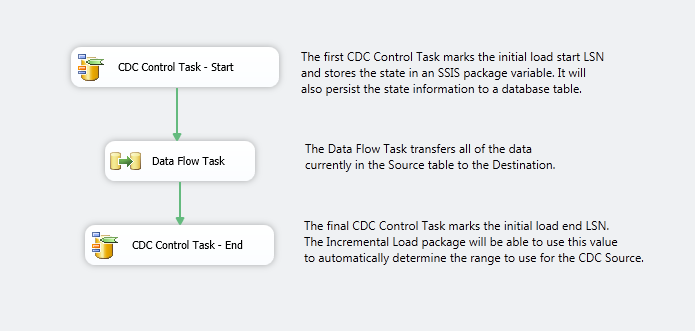 CDC Control Task - Start
The first CDC Control Task marks the initial load start LSN
and stores the state in an SSIS package variable. It will
also persist the state information to a database table.
Data Flow Task
The Data Flow Task transfers all of the data
currently in the Source table to the Destination.
CDC Control Task - End
The final CDC Control Task marks the initial load end LSN.
The Incremental Load package will be able to use this value
to automatically determine the range to use for the CDC Source.